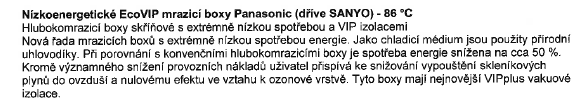 Nízkoenergetické EcoVIP mrazicí boxy Panasonic (dříve SANYO) - 86 °C
Hlubokomrazicí boxy skříňové s extrémně nízkou spotřebou a VIP izolacemi
Nová řada mrazicích boxů s extrémně nízkou spotřebou energie. Jako chladicí médium jsou použity přírodní
uhlovodíky. Při porovnání s konvenčními hlubokomrazicími boxy je spotřeba energie snížena na cca 50 %.
Kromě významného snížení provozních nákladů uživatel přispívá ke snižování vypouštění skleníkových
plynů do ovzduší a nulovému efektu ve vztahu k ozonové vrstvě. Tyto boxy mají nejnovější VIPplus vakuové
izolace.